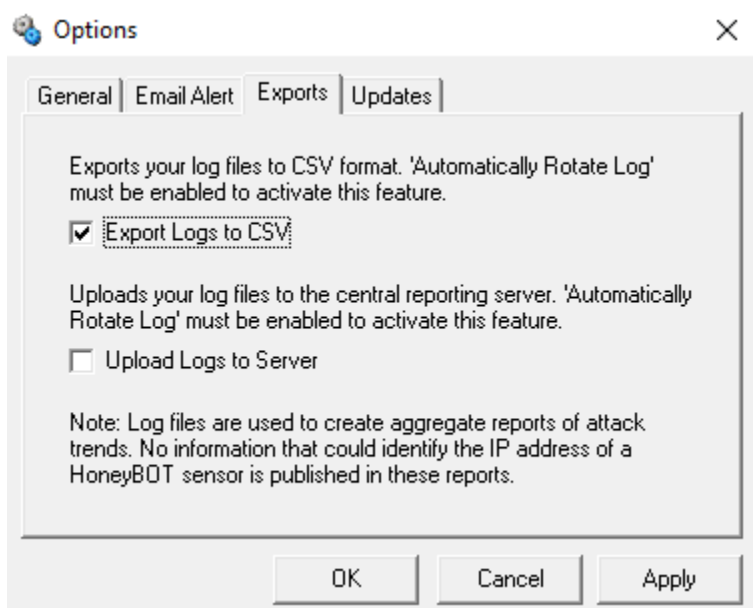 Options
General
Email Alert
Exports
Updates
Exports your log files to CSV format. 'Automatically Rotate Log'
must be enabled to activate this feature.
Export Logs to CSV
Uploads your log files to the central reporting server. 'Automatically
Rotate Log' must be enabled to activate this feature.
Upload Logs to Server
Note: Log files are used to create aggregate reports of attack
trends. No information that could identify the IP address of a
HoneyBOT sensor is published in these reports.
OK
Cancel
Apply